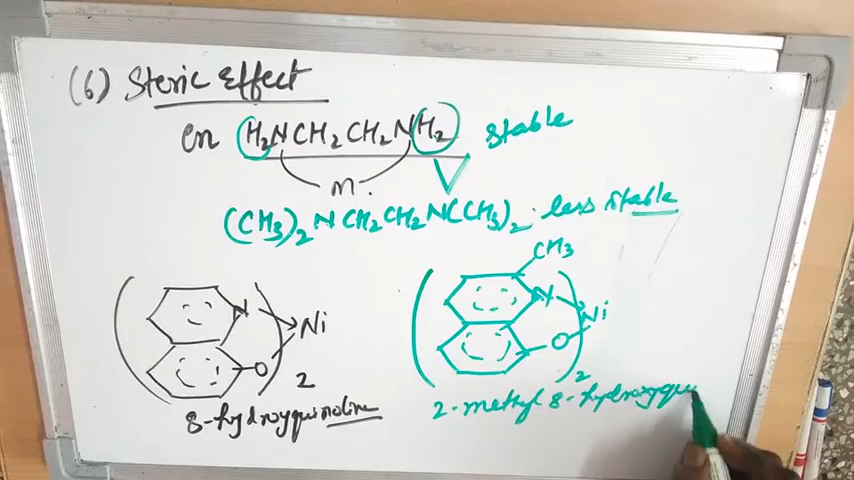 (6) Steric Effect
en H₂NCH₂CH₂NH₂ stable
m.
(CH₃)₂NCH₂CH₂N(CH₃)₂. less stable
CH₃
N Ni
O
2
N Ni
O
2
8-hydroxyquinoline
2-methyl 8-hydroxyqui